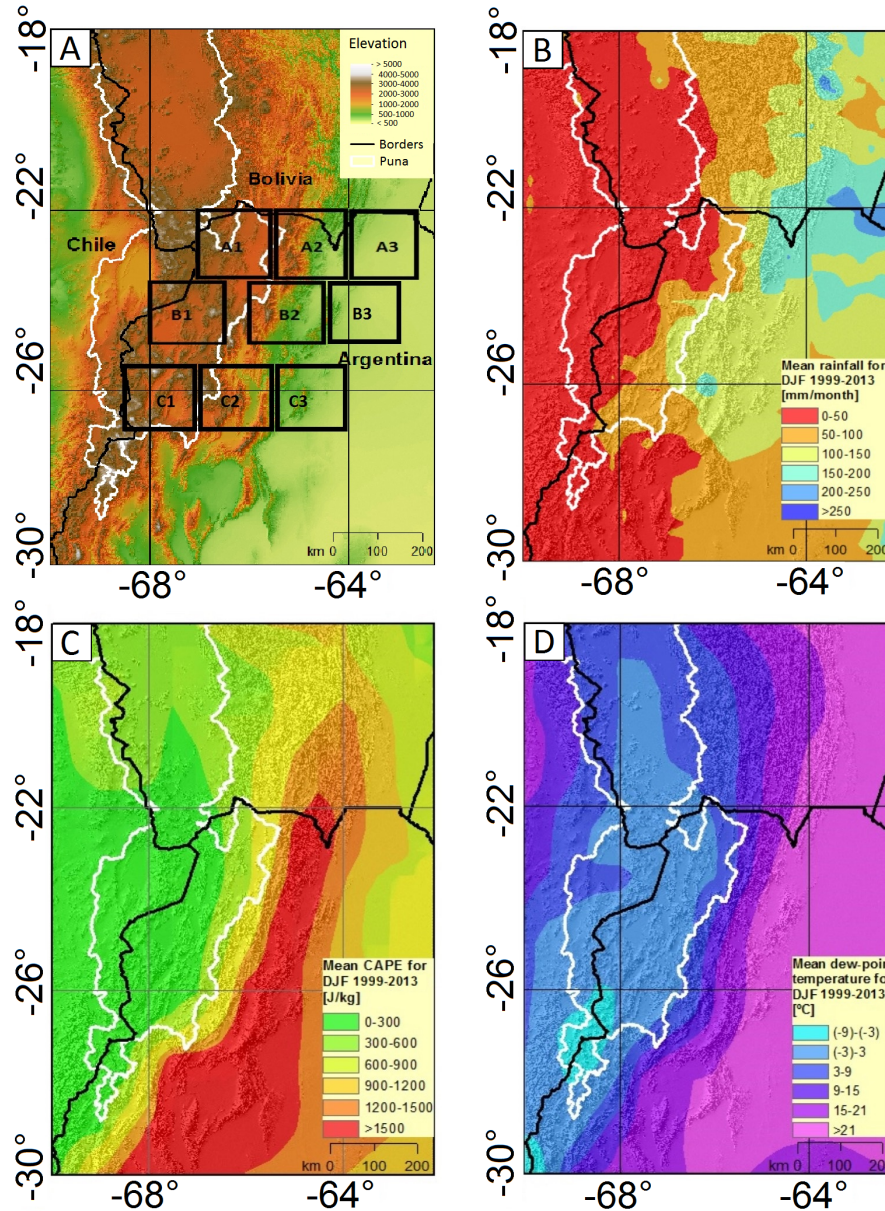 A
-18°
-22°
-26°
-30°
-68°
-64°
Elevation
> 5000
4000-5000
3000-4000
2000-3000
1000-2000
500-1000
< 500
Borders
Puna
Bolivia
Chile
Argentina
A1
A2
A3
B1
B2
B3
C1
C2
C3
km 0 100 200
B
-18°
-22°
-26°
-30°
-68°
-64°
Mean rainfall for
DJF 1999-2013
[mm/month]
0-50
50-100
100-150
150-200
200-250
>250
km 0 100 200
C
-18°
-22°
-26°
-30°
-68°
-64°
Mean CAPE for
DJF 1999-2013
[J/kg]
0-300
300-600
600-900
900-1200
1200-1500
>1500
km 0 100 200
D
-18°
-22°
-26°
-30°
-68°
-64°
Mean dew-poin
temperature fo
DJF 1999-2013
[°C]
(-9)-(-3)
(-3)-3
3-9
9-15
15-21
>21
km 0 100 200